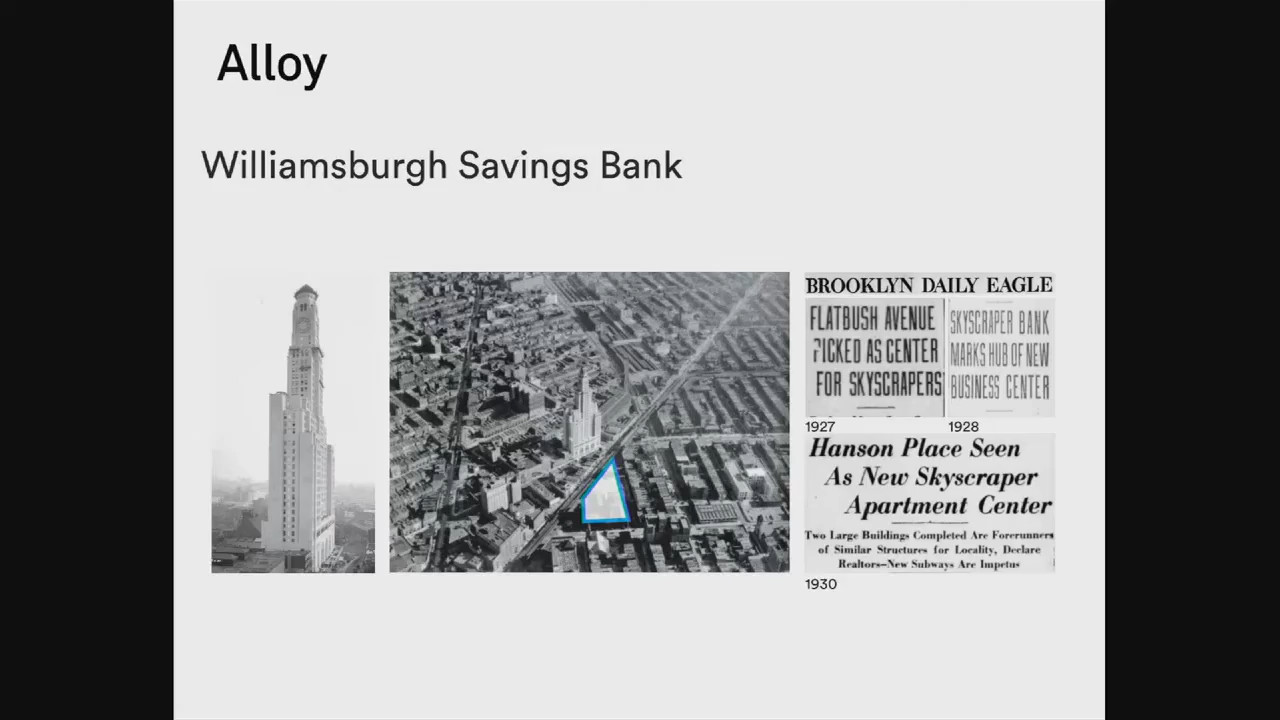 Alloy
Williamsburgh Savings Bank
BROOKLYN DAILY EAGLE
FLATBUSH AVENUE
PICKED AS CENTER
FOR SKYSCRAPERS
SKYSCRAPER BANK
MARKS HUB OF NEW
BUSINESS CENTER
1927
1928
Hanson Place Seen
As New Skyscraper
Apartment Center
Two Large Buildings Completed Are Forerunners
of Similar Structures for Locality, Declare
Realtors—New Subways Are Impetus
1930